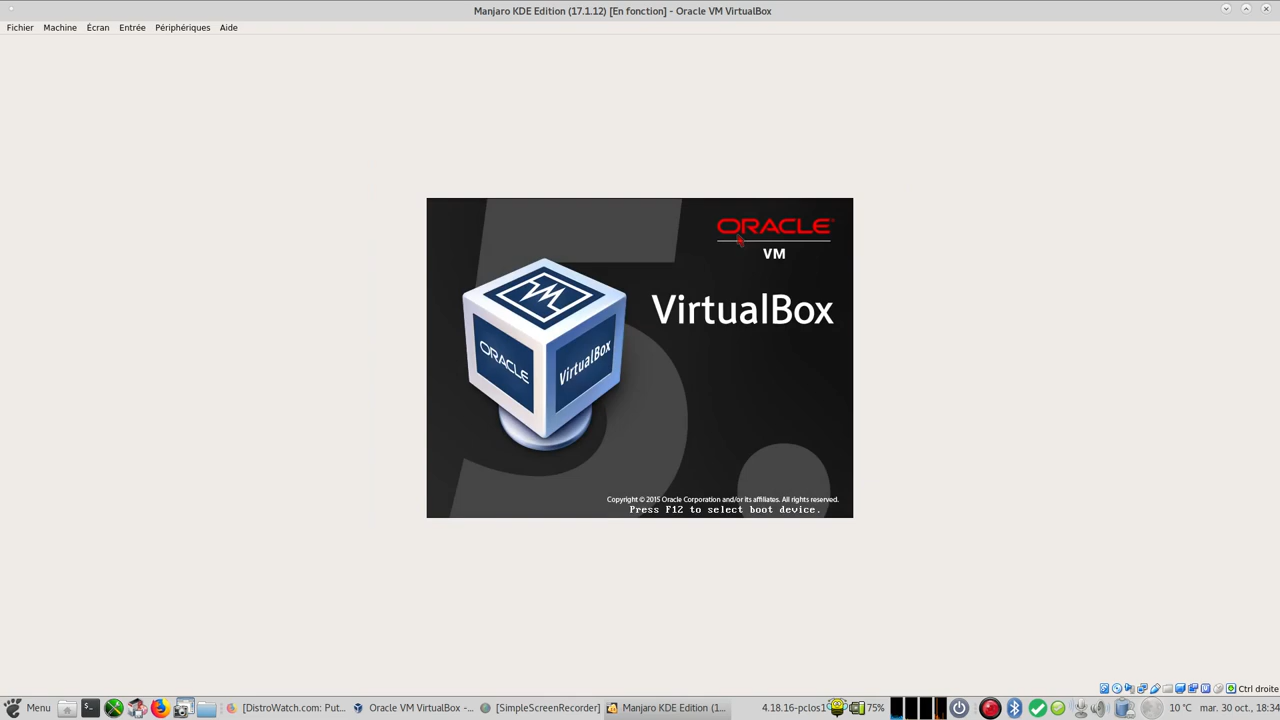 Manjaro KDE Edition (17.1.12) [En fonction] - Oracle VM VirtualBox
Fichier Machine Écran Entrée Périphériques Aide
ORACLE
VM
VirtualBox
ORACLE
VirtualBox
Copyright © 2015 Oracle Corporation and/or its affiliates. All rights reserved.
Press F12 to select boot device.
Ctrl droite
Menu [DistroWatch.com: Put... Oracle VM VirtualBox -... [SimpleScreenRecorder] Manjaro KDE Edition (1... 4.18.16-pclos 75% 10 °C mar. 30 oct., 18:34